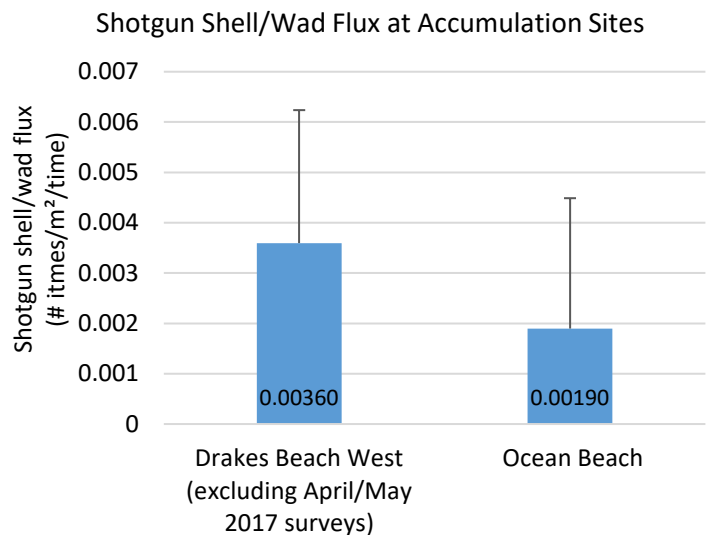 Shotgun Shell/Wad Flux at Accumulation Sites
Shotgun shell/wad flux
(# itmes/m²/time)
0.007
0.006
0.005
0.004
0.003
0.002
0.001
0
0.00360
0.00190
Drakes Beach West
(excluding April/May
2017 surveys)
Ocean Beach